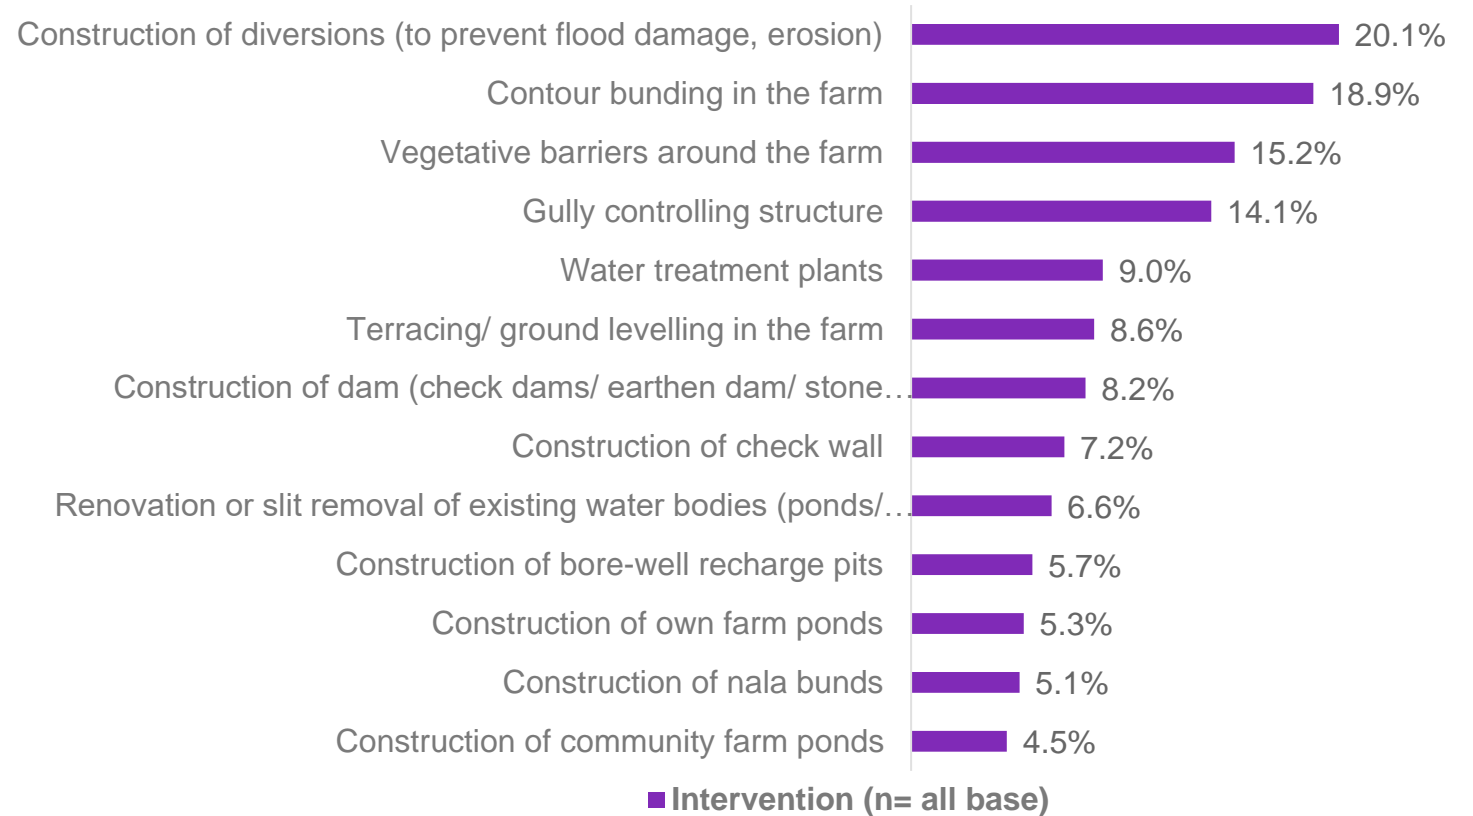 Construction of diversions (to prevent flood damage, erosion) 20.1%
Contour bunding in the farm 18.9%
Vegetative barriers around the farm 15.2%
Gully controlling structure 14.1%
Water treatment plants 9.0%
Terracing/ ground levelling in the farm 8.6%
Construction of dam (check dams/ earthen dam/ stone… 8.2%
Construction of check wall 7.2%
Renovation or slit removal of existing water bodies (ponds/… 6.6%
Construction of bore-well recharge pits 5.7%
Construction of own farm ponds 5.3%
Construction of nala bunds 5.1%
Construction of community farm ponds 4.5%
Intervention (n= all base)